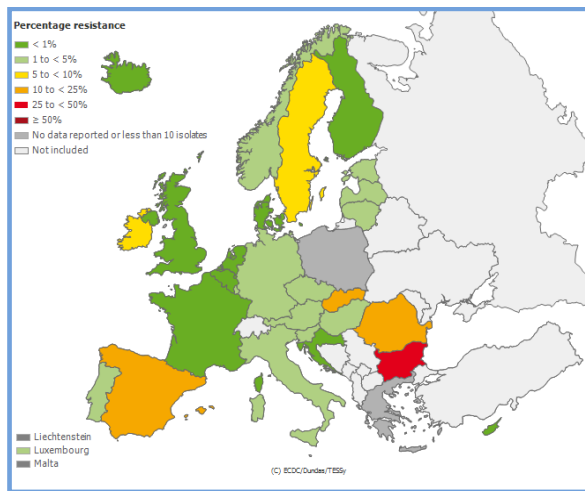 Percentage resistance
< 1%
1 to < 5%
5 to < 10%
10 to < 25%
25 to < 50%
≥ 50%
No data reported or less than 10 isolates
Not included
Liechtenstein
Luxembourg
Malta
(C) ECDC/Dundas/TESSy